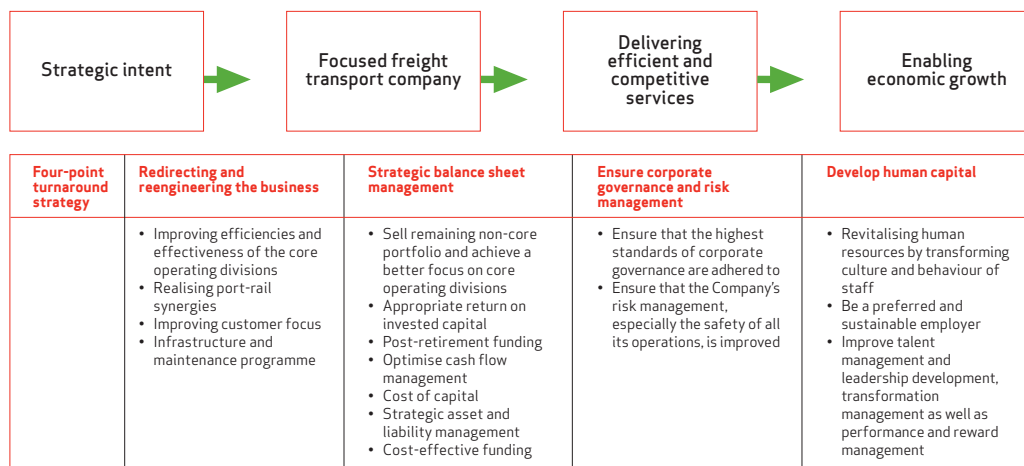 Strategic intent
Focused freight
transport company
Delivering
efficient and
competitive
services
Enabling
economic growth
Four-point
turnaround
strategy
Redirecting and
reengineering the business
Strategic balance sheet
management
Ensure corporate
governance and risk
management
Develop human capital
• Improving efficiencies and
effectiveness of the core
operating divisions
• Realising port-rail
synergies
• Improving customer focus
• Infrastructure and
maintenance programme
• Sell remaining non-core
portfolio and achieve a
better focus on core
operating divisions
• Appropriate return on
invested capital
• Post-retirement funding
• Optimise cash flow
management
• Cost of capital
• Strategic asset and
liability management
• Cost-effective funding
• Ensure that the highest
standards of corporate
governance are adhered to
• Ensure that the Company's
risk management,
especially the safety of all
its operations, is improved
• Revitalising human
resources by transforming
culture and behaviour of
staff
• Be a preferred and
sustainable employer
• Improve talent
management and
leadership development,
transformation
management as well as
performance and reward
management